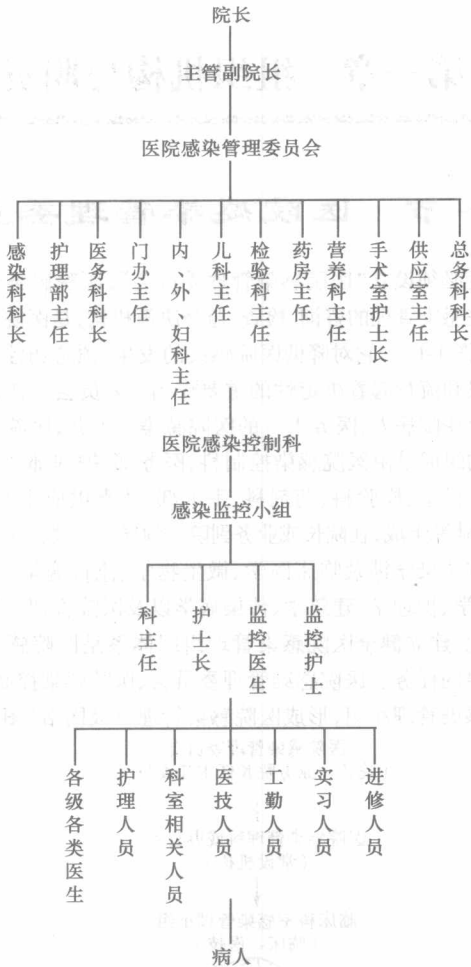 院长
主管副院长
医院感染管理委员会
感染科科长
护理部主任
医务科科长
门办主任
内、外、妇科主任
儿科主任
检验科主任
药房主任
营养科主任
手术室护士长
供应室主任
总务科科长
医院感染控制科
感染监控小组
科主任
护士长
监控医生
监控护士
各级各类医生
护理人员
科室相关人员
医技人员
工勤人员
实习人员
进修人员
病人